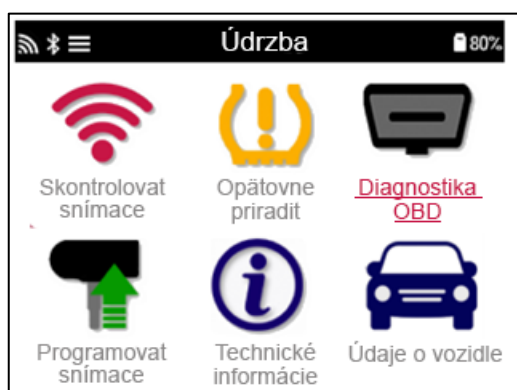 Údrzba
80%
Skontrolovat
snímace
Opätovne
priradit
Diagnostika
OBD
Programovat
snímace
Technické
informácie
Údaje o vozidle